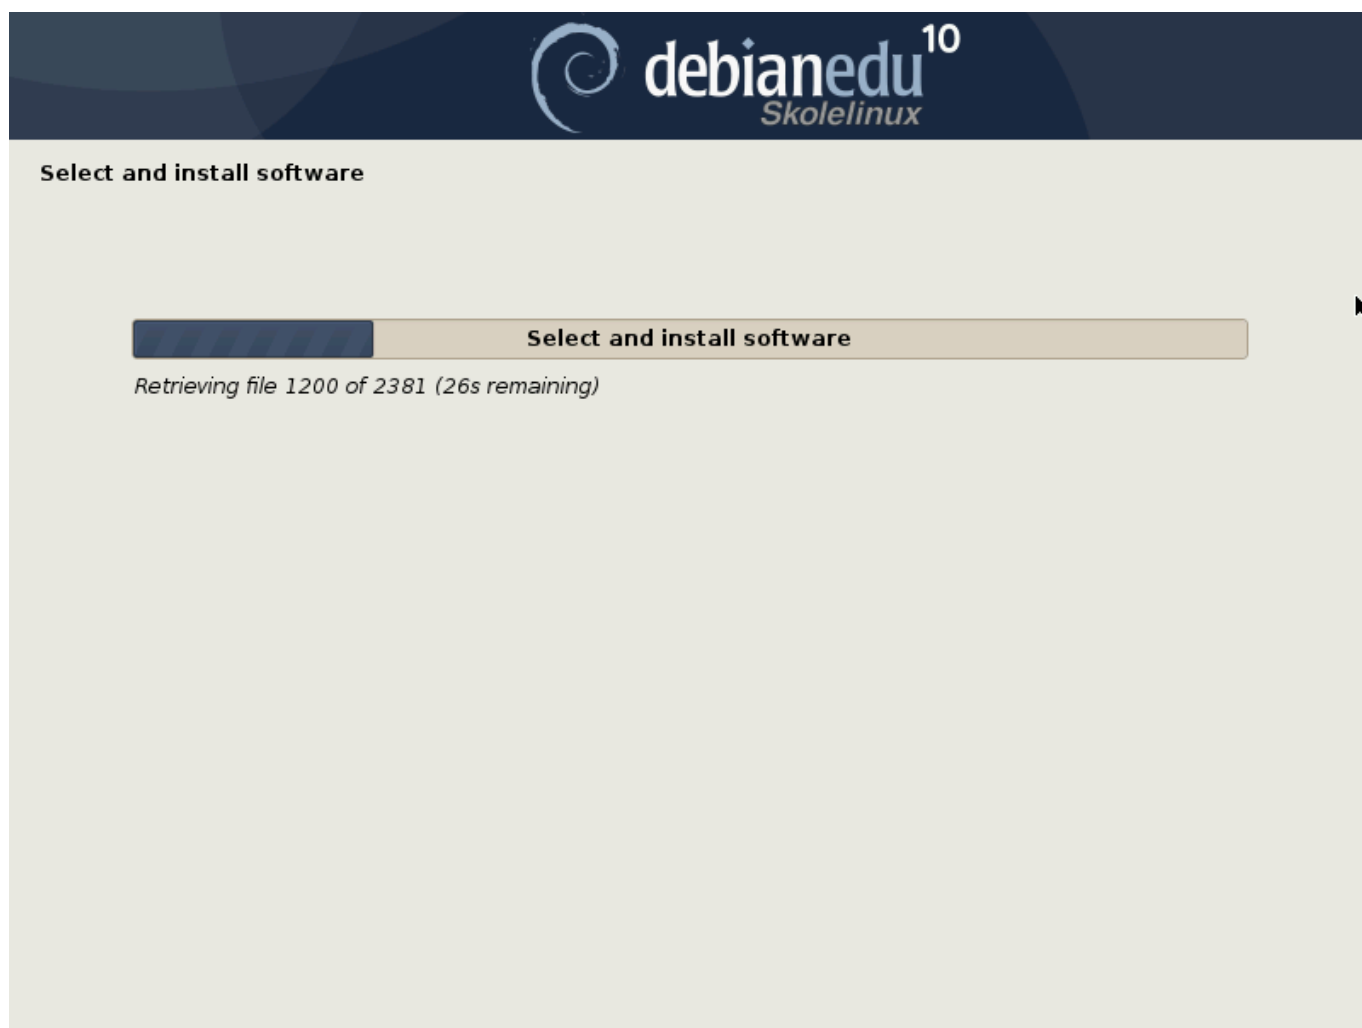 debianedu 10
Skolelinux
Select and install software
Select and install software
Retrieving file 1200 of 2381 (26s remaining)